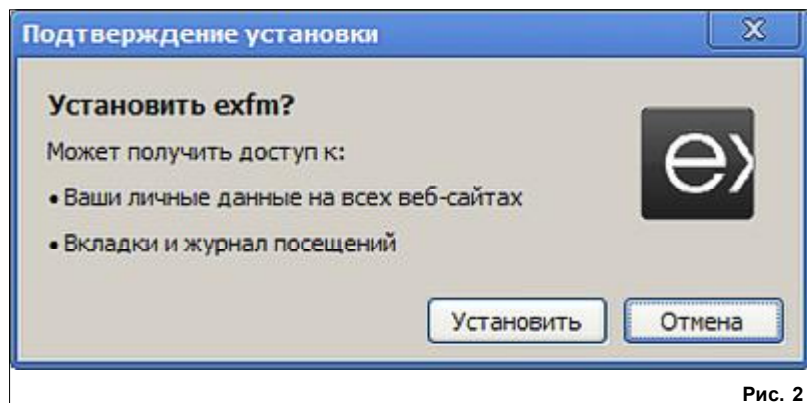 Подтверждение установки
Установить exfm?
Может получить доступ к:
• Ваши личные данные на всех веб-сайтах
• Вкладки и журнал посещений
ex
Установить
Отмена
Рис. 2